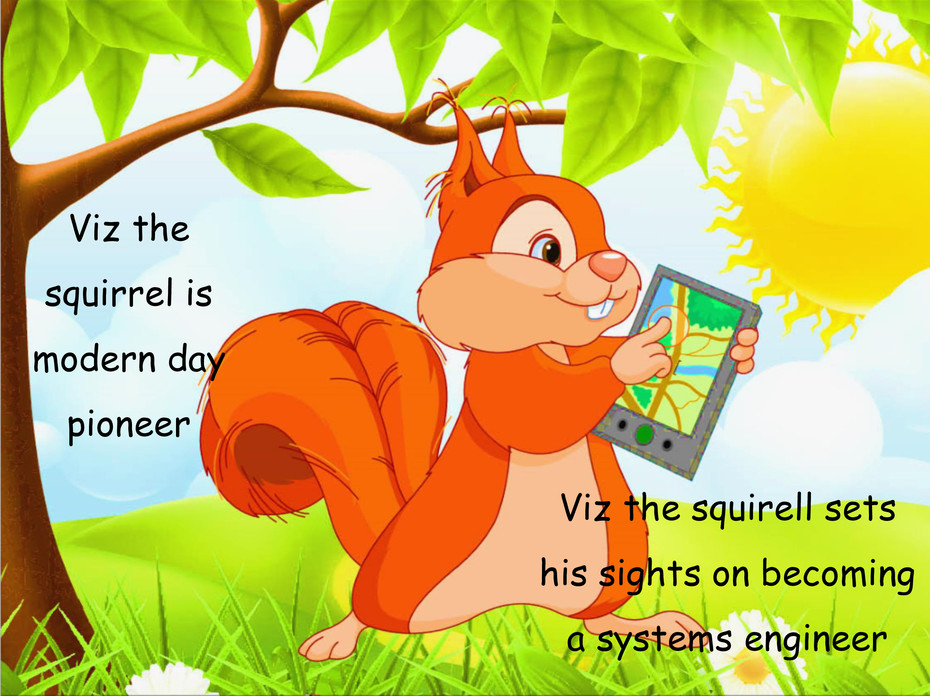 Viz the
squirrel is
modern day
pioneer
Viz the squirell sets
his sights on becoming
a systems engineer